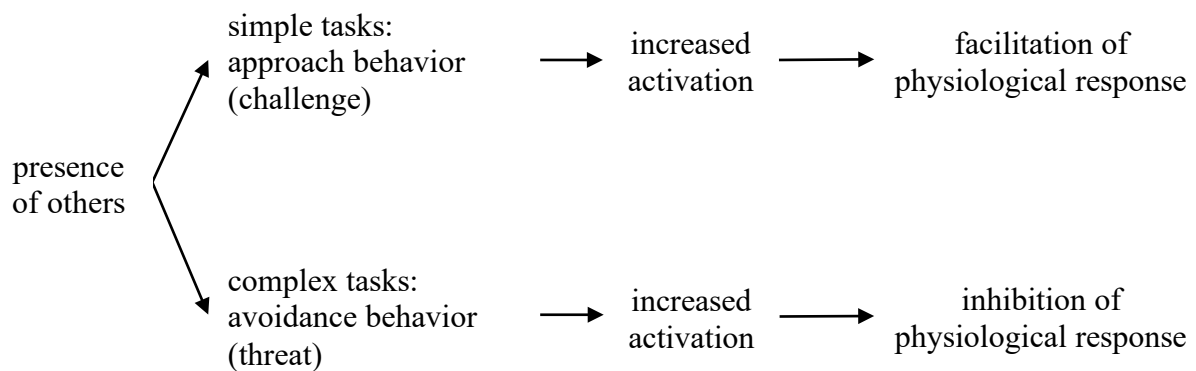 presence
of others
simple tasks:
approach behavior
(challenge)
increased
activation
facilitation of
physiological response
complex tasks:
avoidance behavior
(threat)
increased
activation
inhibition of
physiological response